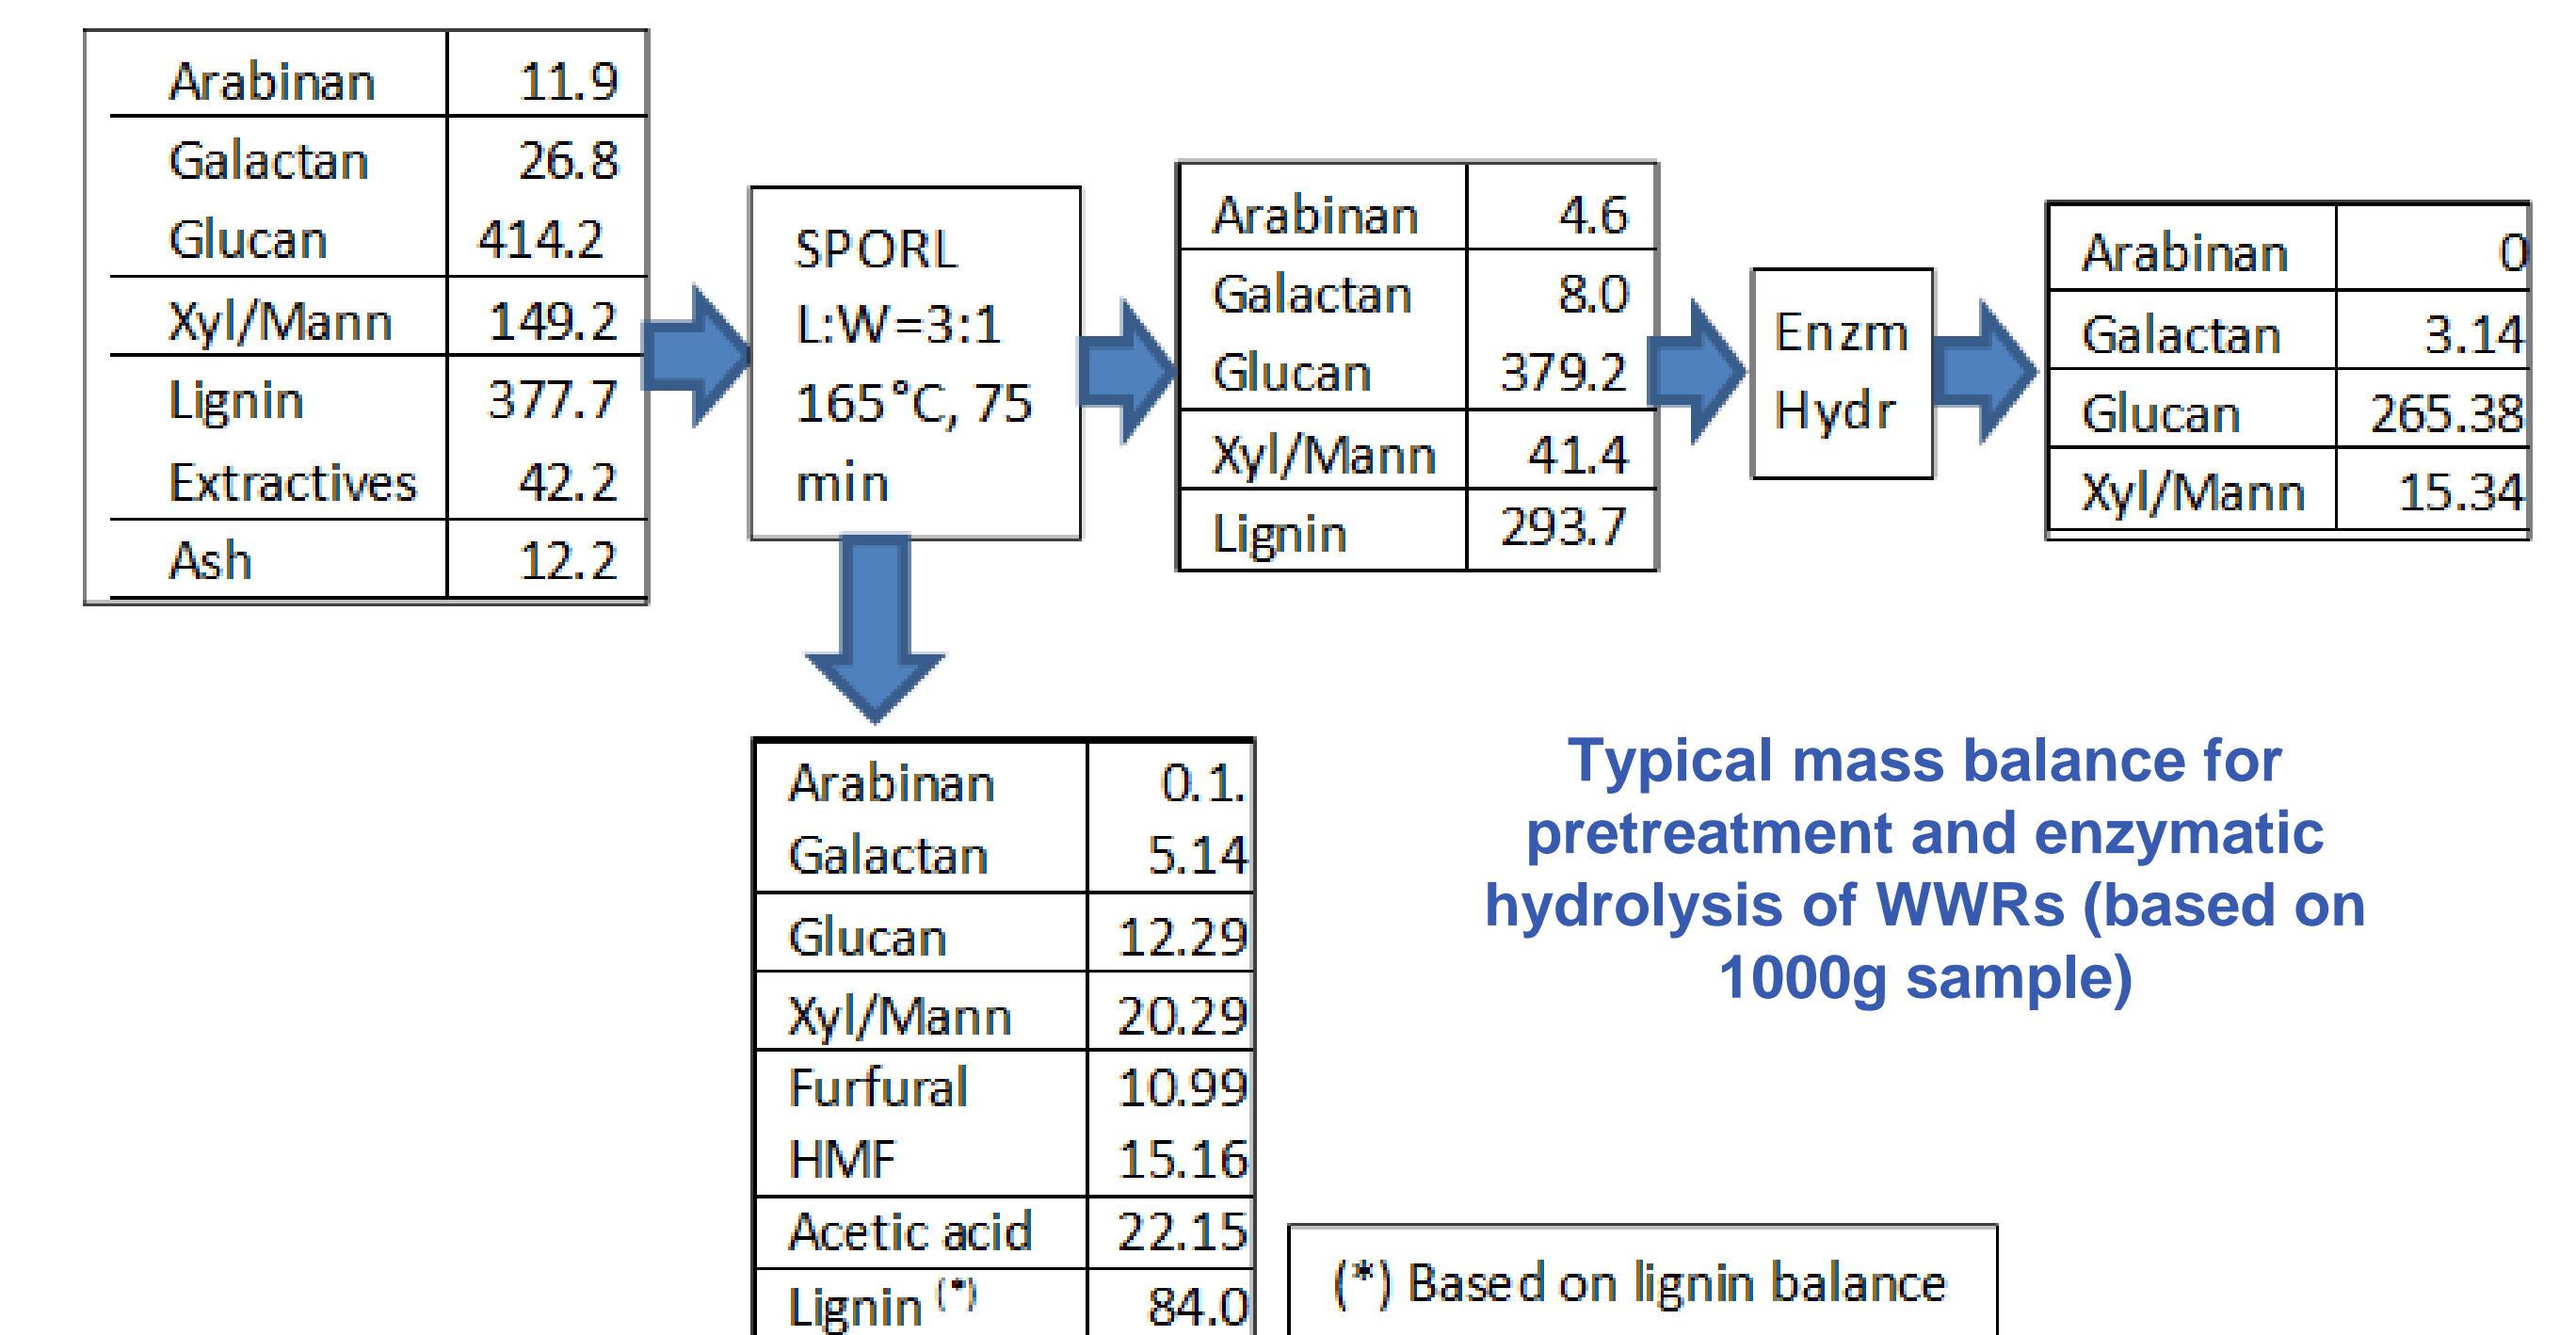 Arabinan 11.9
Galactan 26.8
Glucan 414.2
Xyl/Mann 149.2
Lignin 377.7
Extractives 42.2
Ash 12.2
SPORL
L:W=3:1
165°C, 75
min
Arabinan 4.6
Galactan 8.0
Glucan 379.2
Xyl/Mann 41.4
Lignin 293.7
Enzm
Hydr
Arabinan 0
Galactan 3.14
Glucan 265.38
Xyl/Mann 15.34
Arabinan 0.1.
Galactan 5.14
Glucan 12.29
Xyl/Mann 20.29
Furfural 10.99
HMF 15.16
Acetic acid 22.15
Lignin (*) 84.0
Typical mass balance for
pretreatment and enzymatic
hydrolysis of WWRs (based on
1000g sample)
(*) Based on lignin balance